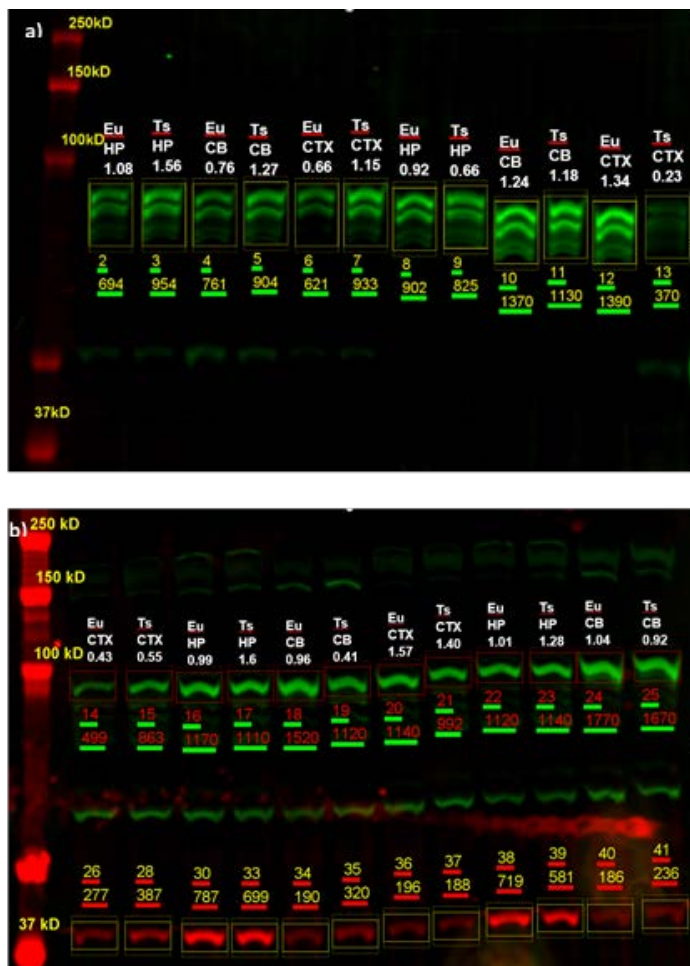 a)
250kD
150kD
100kD
Eu HP 1.08
Ts HP 1.56
Eu CB 0.76
Ts CB 1.27
Eu CTX 0.66
Ts CTX 1.15
Eu HP 0.92
Ts HP 0.66
Eu CB 1.24
Ts CB 1.18
Eu CTX 1.34
Ts CTX 0.23
2 3 4 5 6 7 8 9 10 11 12 13
694 954 761 904 621 933 902 825 1370 1130 1390 370
37kD
b)
250 kD
150 kD
100 kD
Eu CTX 0.43
Ts CTX 0.55
Eu HP 0.99
Ts HP 1.6
Eu CB 0.96
Ts CB 0.41
Eu CTX 1.57
Ts CTX 1.40
Eu HP 1.01
Ts HP 1.28
Eu CB 1.04
Ts CB 0.92
14 15 16 17 18 19 20 21 22 23 24 25
499 863 1170 1110 1520 1120 1140 992 1120 1140 1770 1670
26 28 30 33 34 35 36 37 38 39 40 41
277 387 787 699 190 320 196 188 719 581 186 236
37 kD